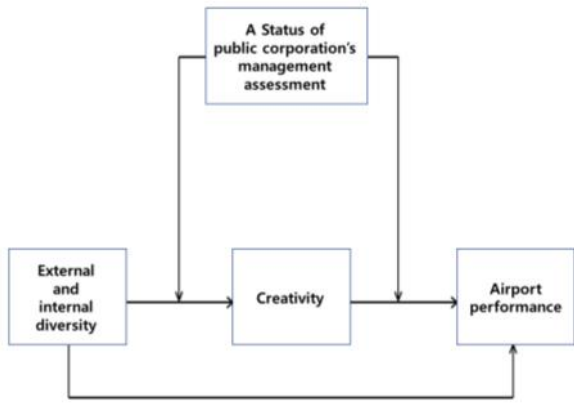 A Status of
public corporation's
management
assessment
External
and
internal
diversity
Creativity
Airport
performance